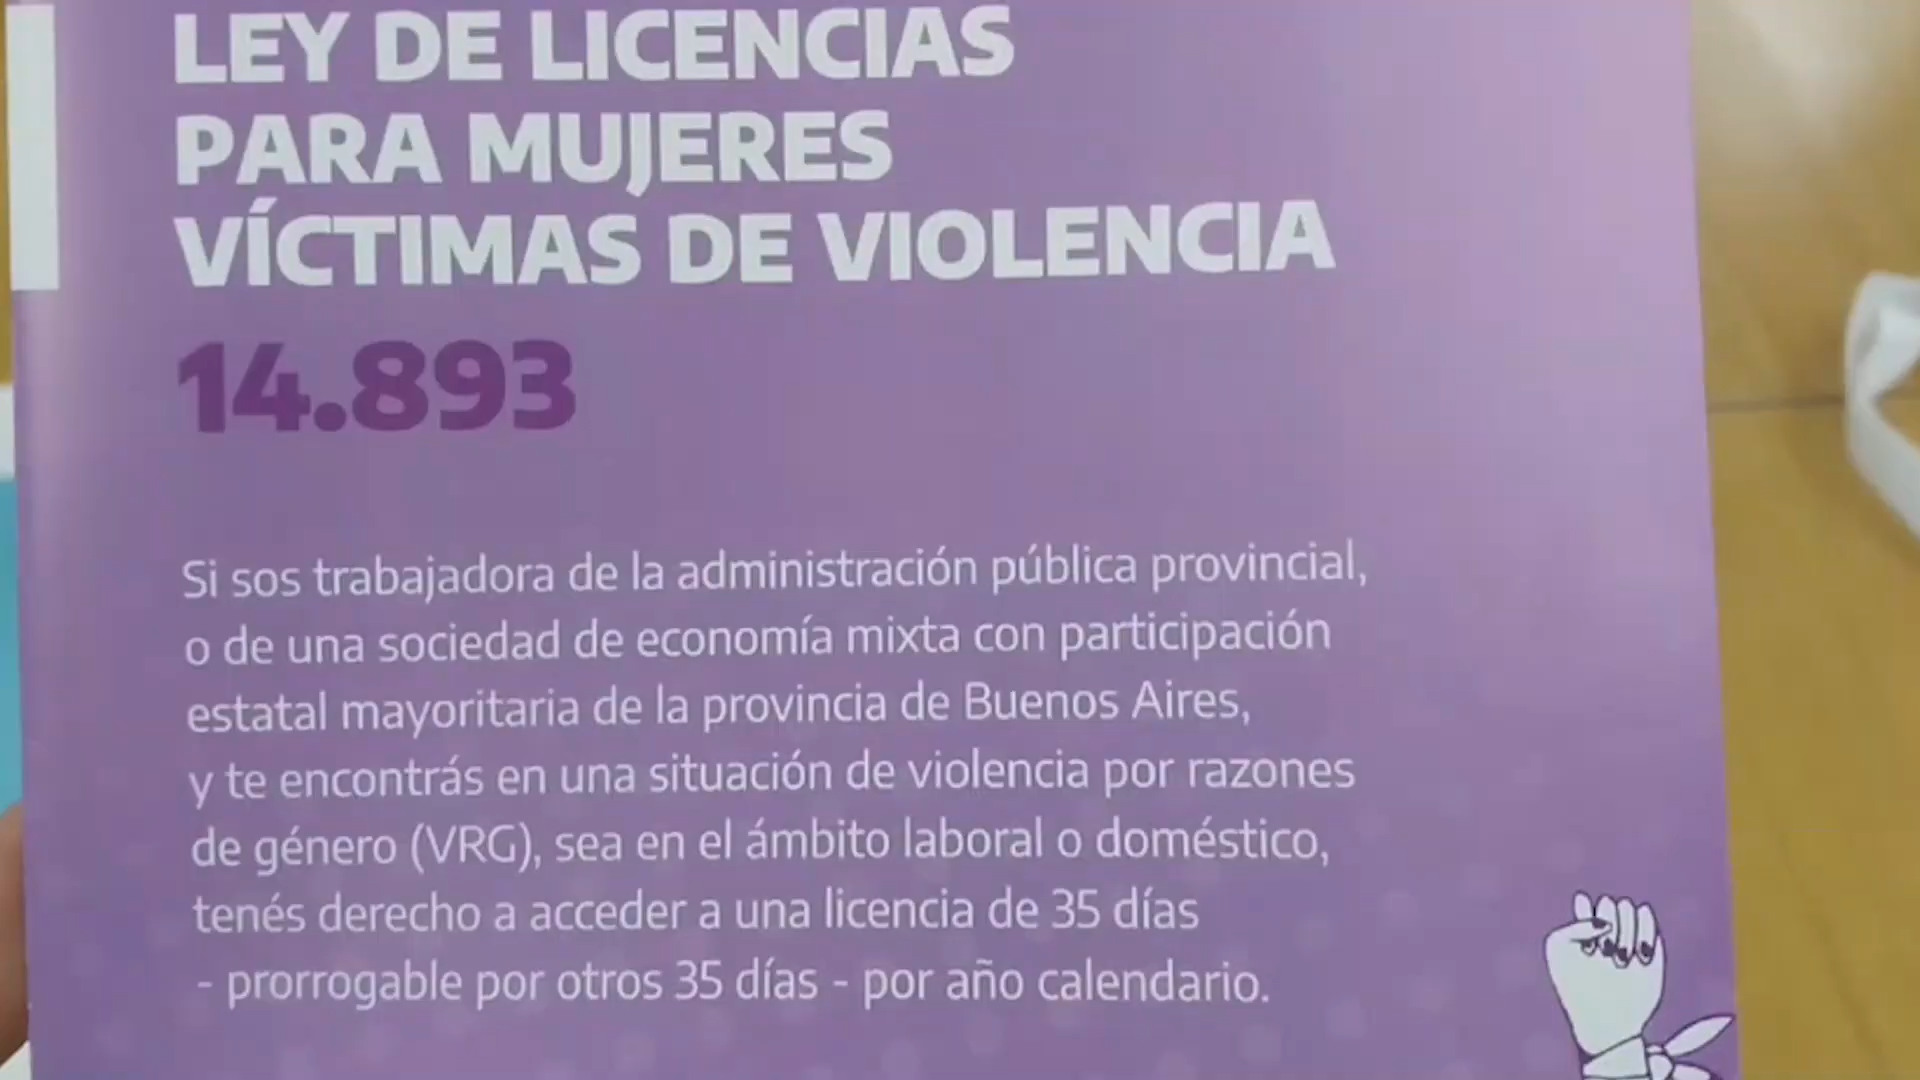 LEY DE LICENCIAS
PARA MUJERES
VÍCTIMAS DE VIOLENCIA
14.893
Si sos trabajadora de la administración pública provincial,
o de una sociedad de economía mixta con participación
estatal mayoritaria de la provincia de Buenos Aires,
y te encontrás en una situación de violencia por razones
de género (VRG), sea en el ámbito laboral o doméstico,
tenés derecho a acceder a una licencia de 35 días
- prorrogable por otros 35 días - por año calendario.